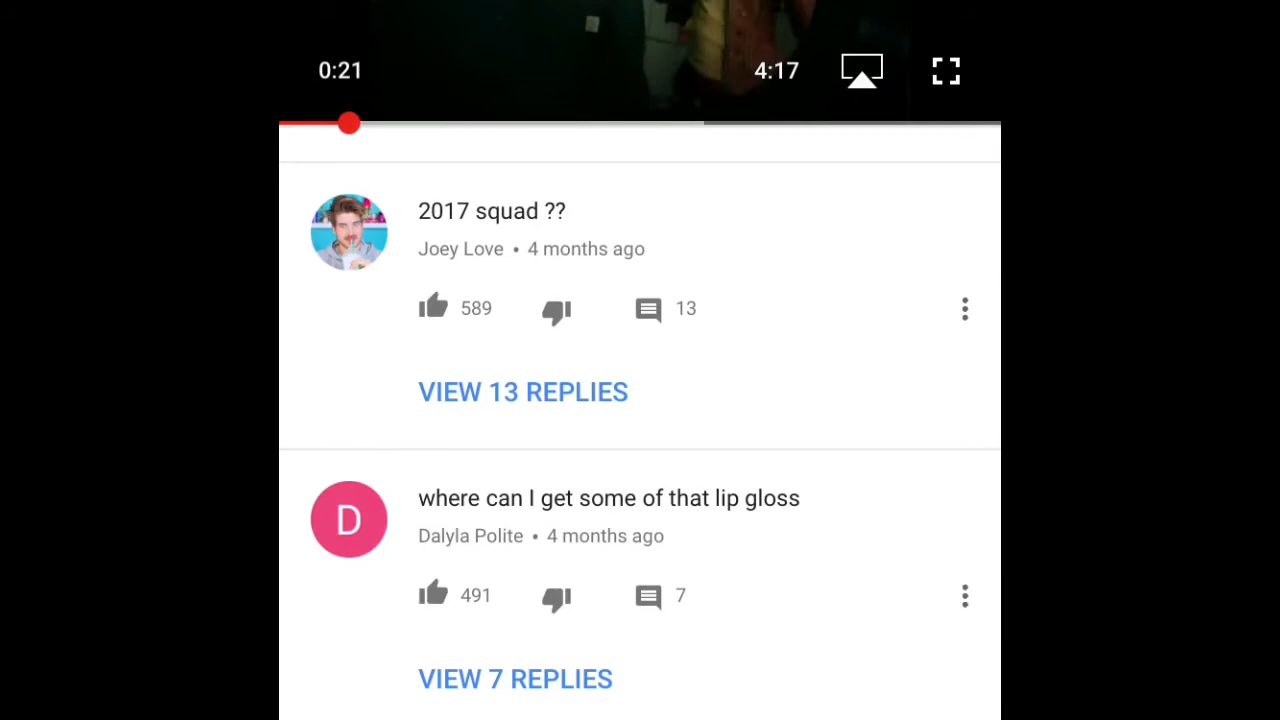 0:21 4:17
2017 squad ??
Joey Love • 4 months ago
589 13
VIEW 13 REPLIES
D
where can I get some of that lip gloss
Dalyla Polite • 4 months ago
491 7
VIEW 7 REPLIES